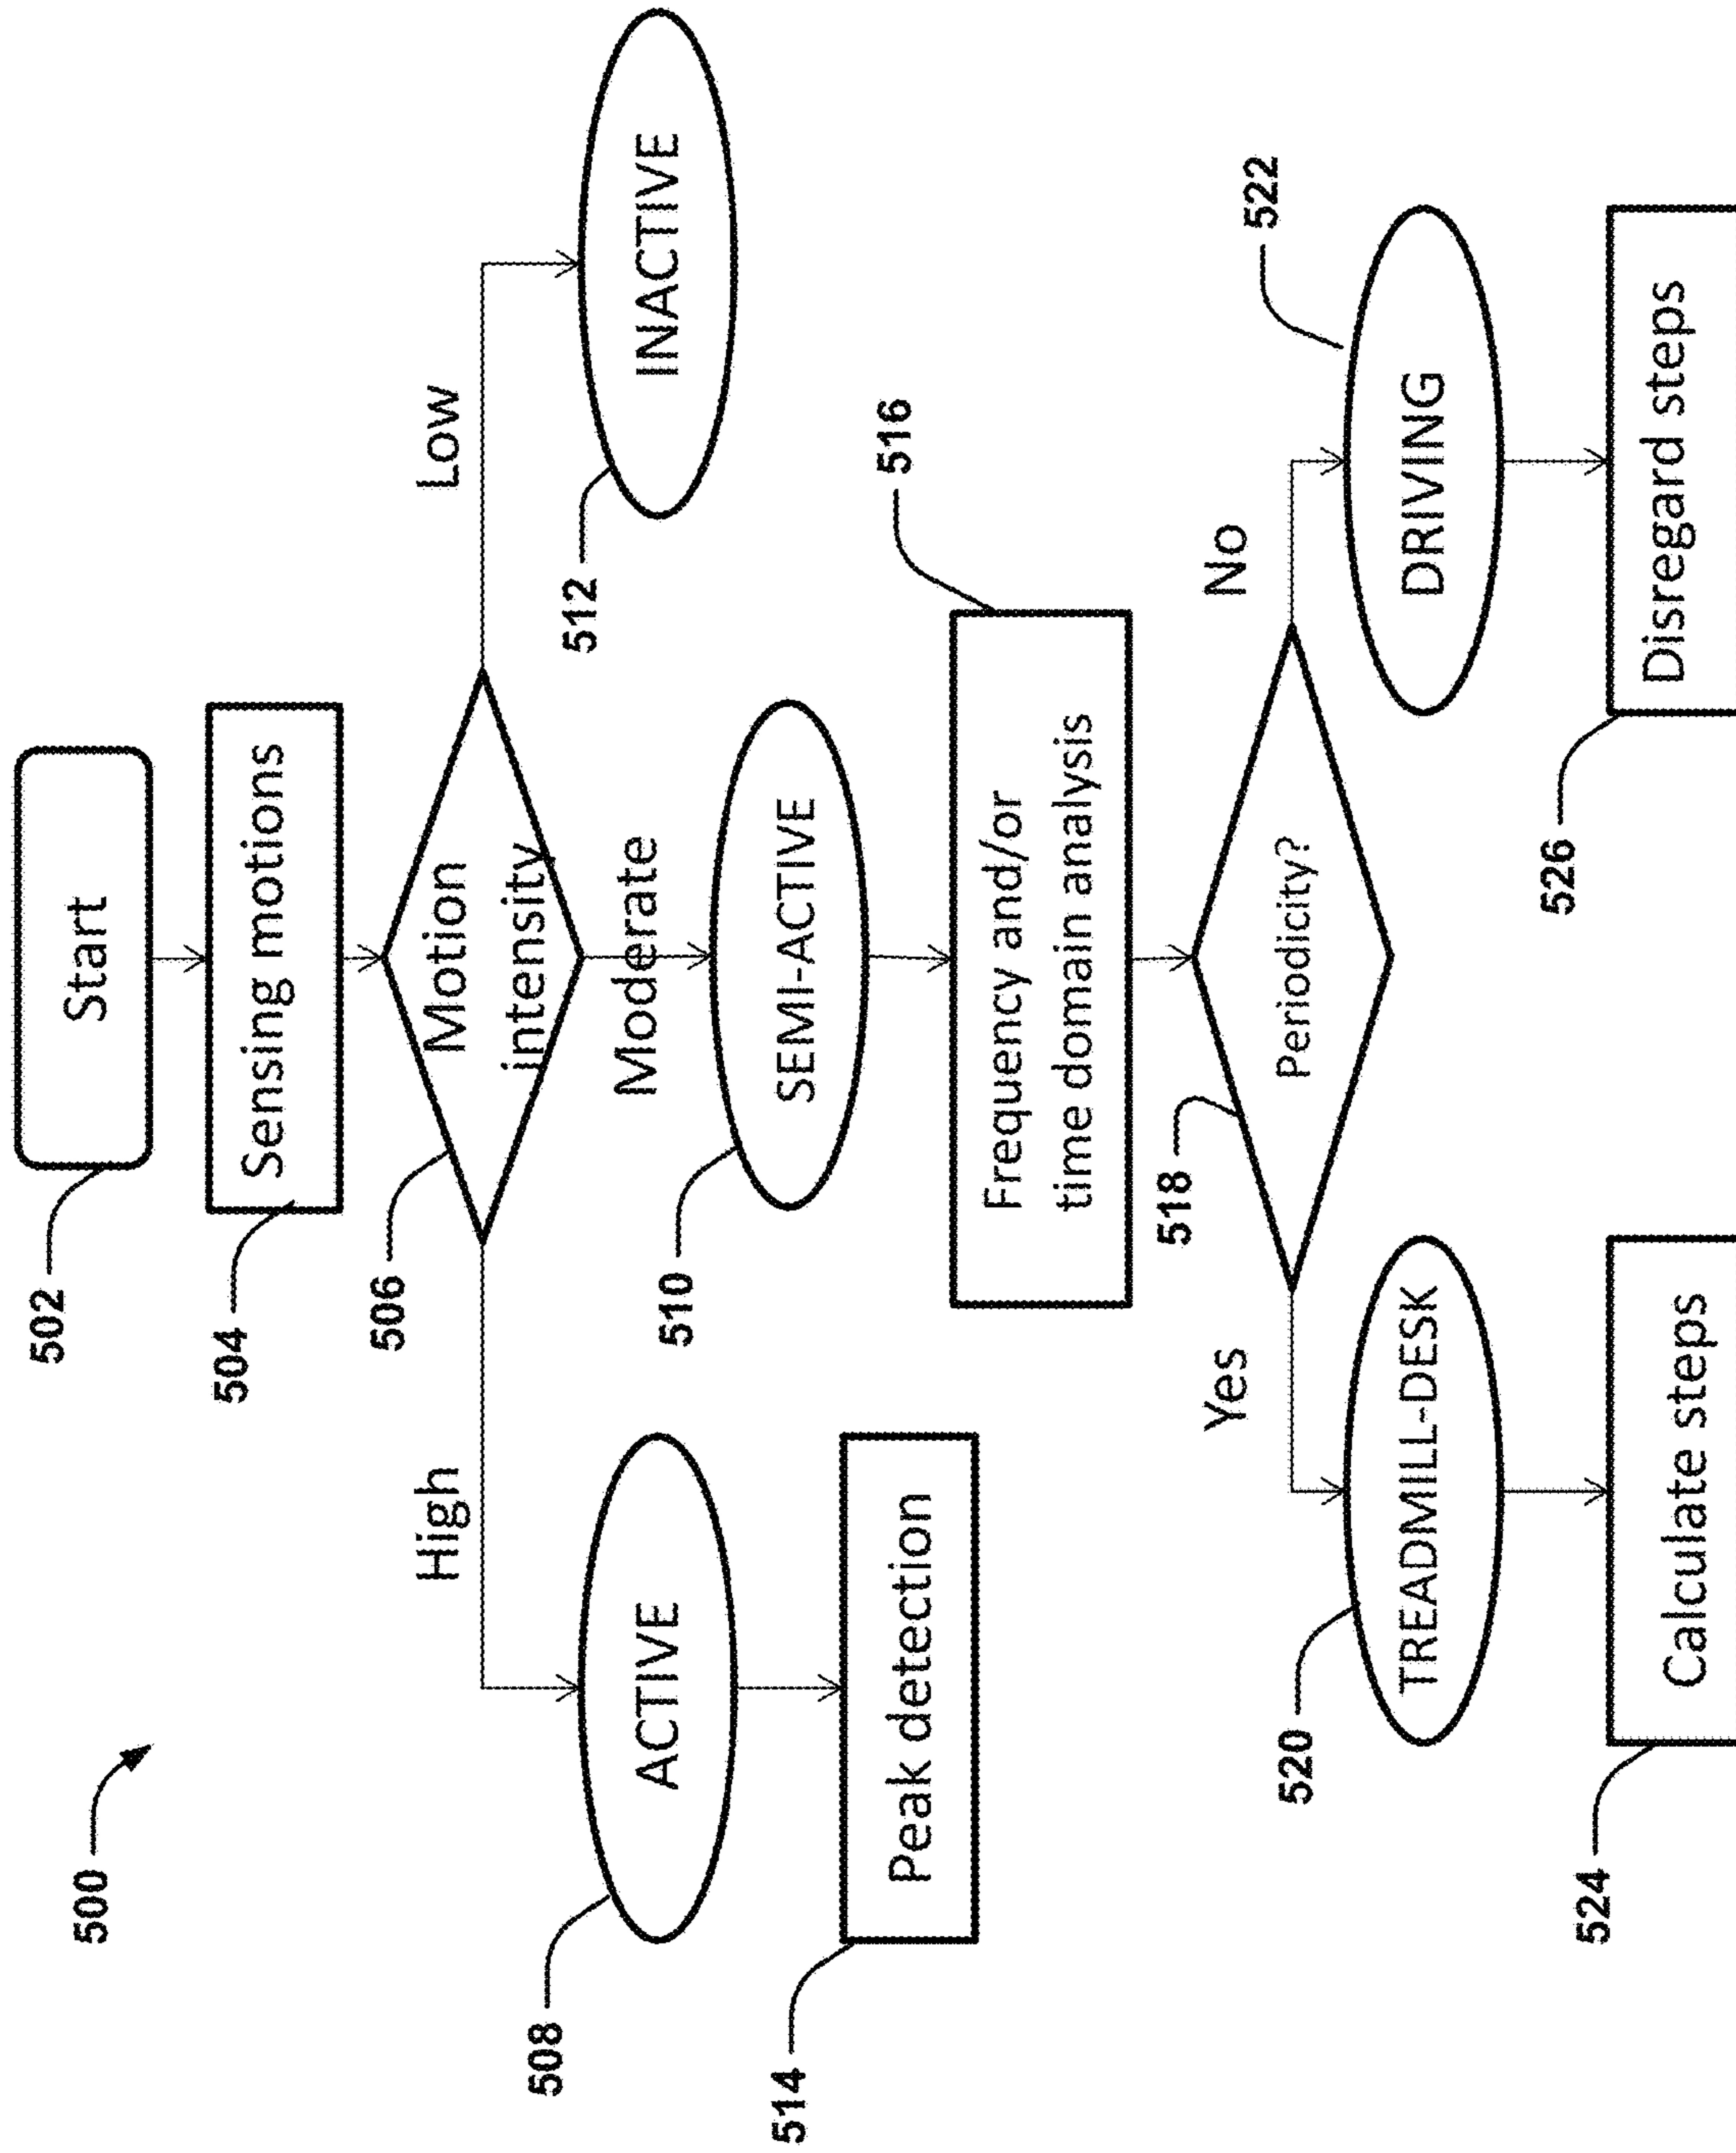 500
502
Start
504
Sensing motions
506
Motion
intensity
High
Moderate
Low
508
ACTIVE
510
SEMI-ACTIVE
512
INACTIVE
514
Peak detection
516
Frequency and/or
time domain analysis
518
Periodicity?
Yes
No
520
TREADMILL-DESK
522
DRIVING
524
Calculate steps
526
Disregard steps